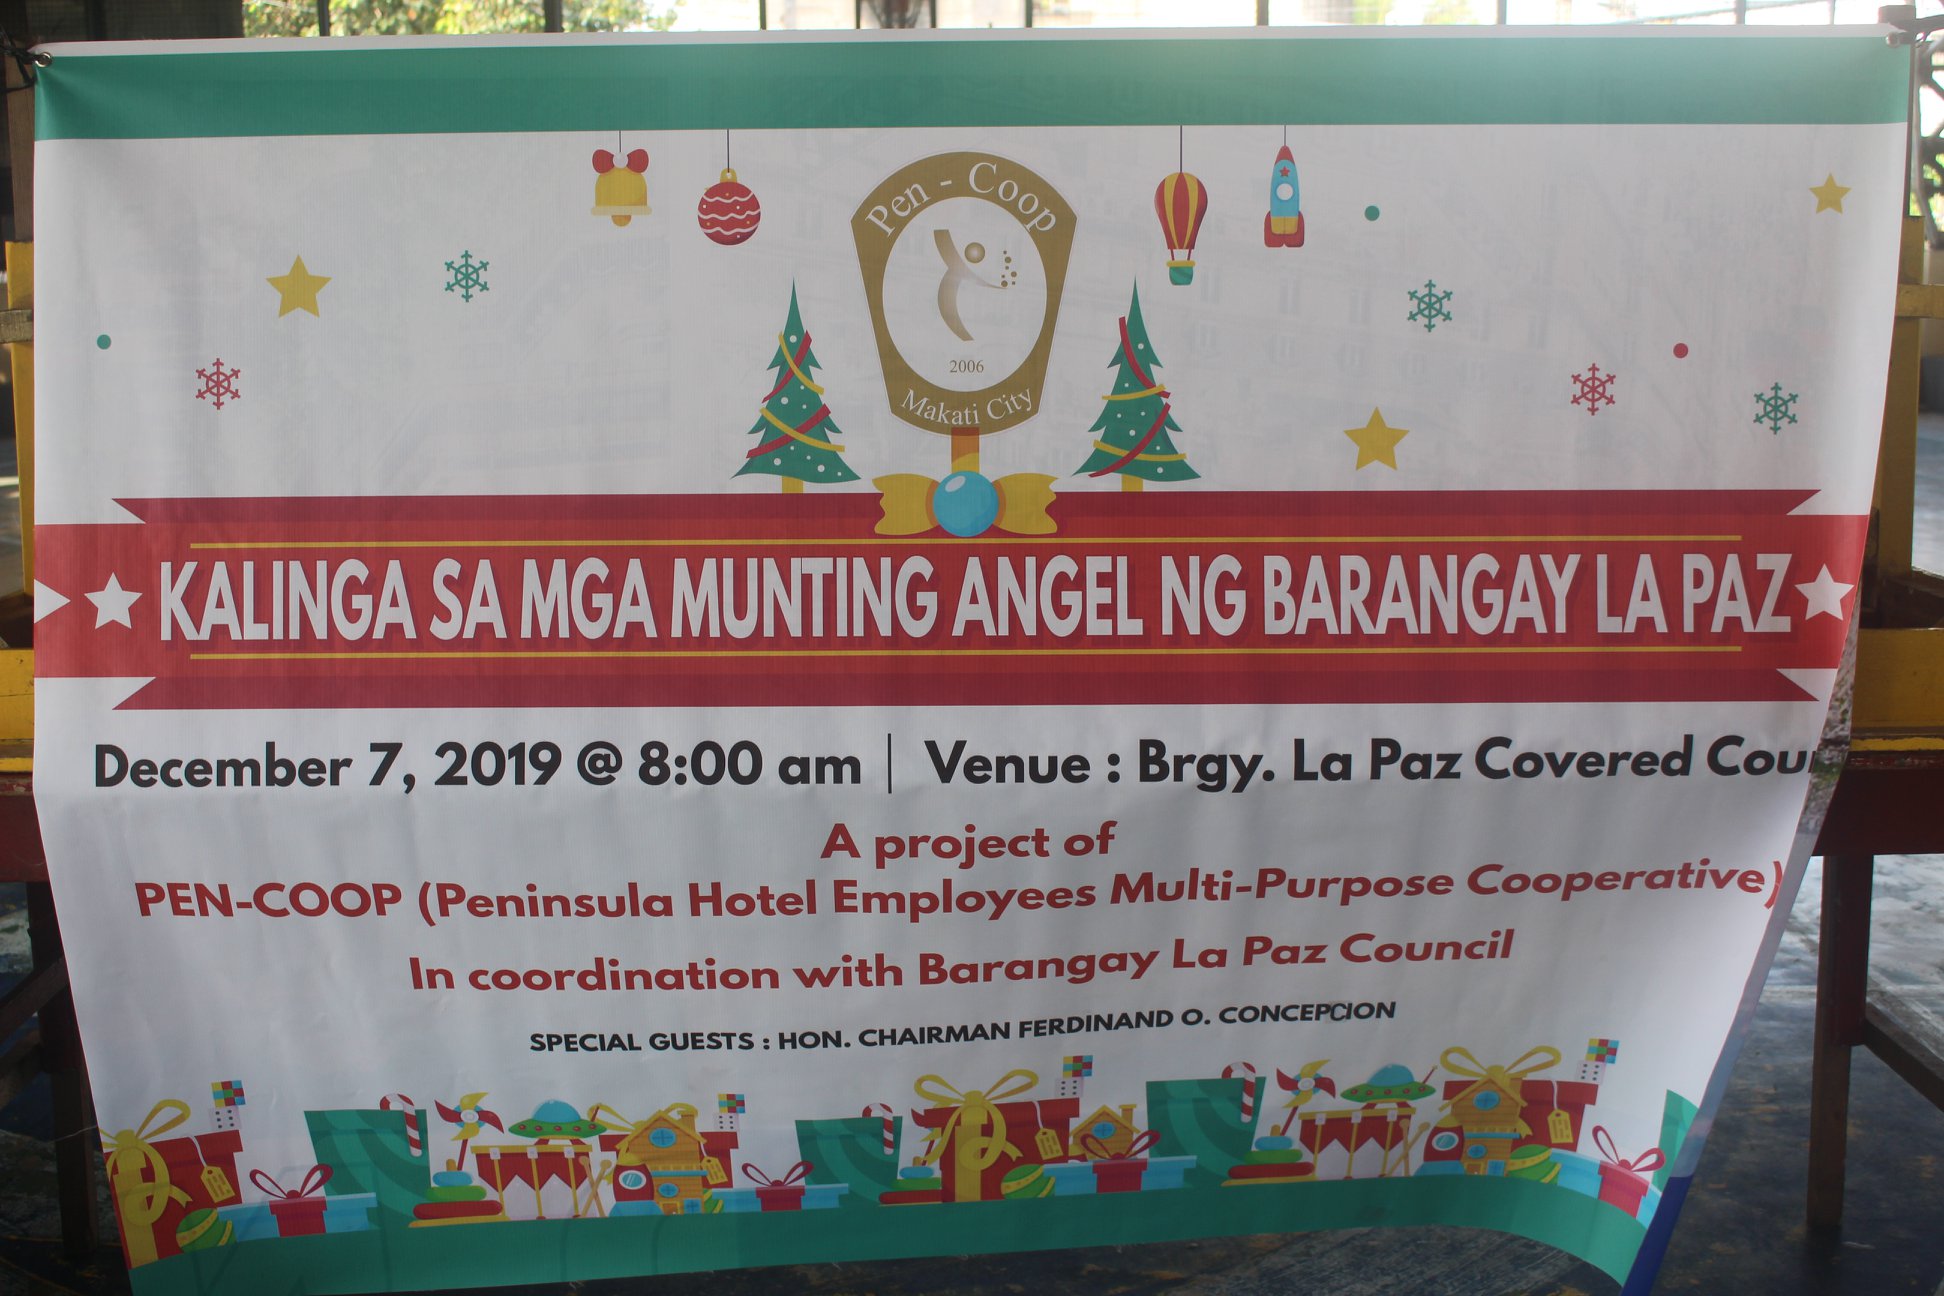 Pen - Coop
2006
Makati City
KALINGA SA MGA MUNTING ANGEL NG BARANGAY LA PAZ
December 7, 2019 @ 8:00 am | Venue : Brgy. La Paz Covered Cour
A project of
PEN-COOP (Peninsula Hotel Employees Multi-Purpose Cooperative)
In coordination with Barangay La Paz Council
SPECIAL GUESTS : HON. CHAIRMAN FERDINAND O. CONCEPCION